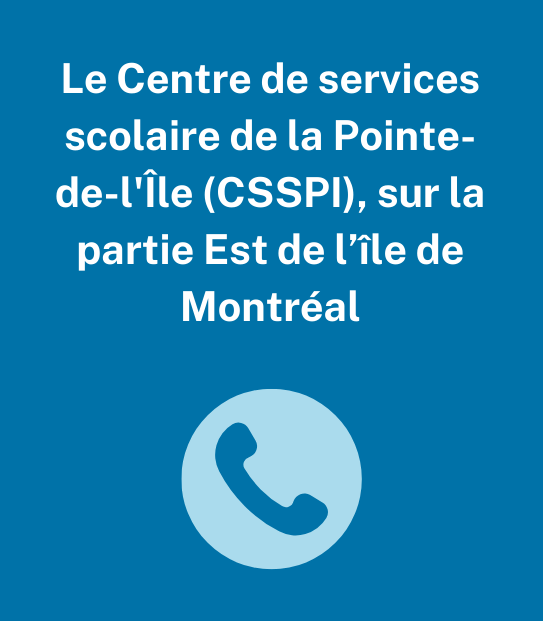 Le Centre de services
scolaire de la Pointe-
de-l'Île (CSSPI), sur la
partie Est de l’île de
Montréal